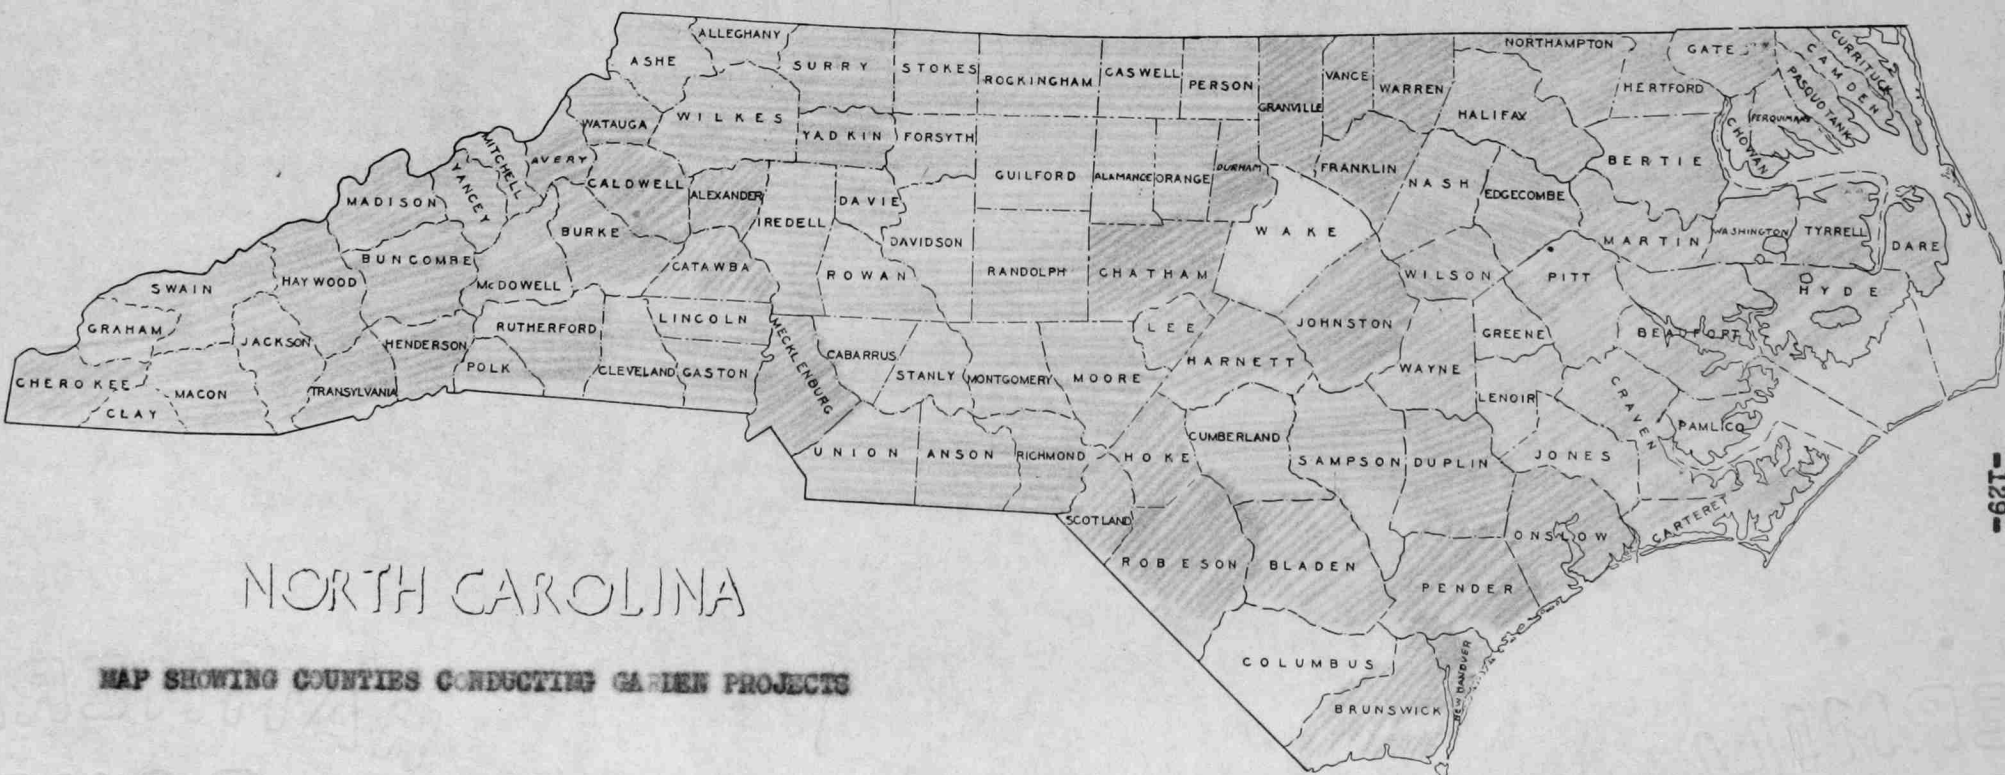 ALLEGHANY
ASHE
SURRY
STOKES
ROCKINGHAM
CASWELL
PERSON
GRANVILLE
VANCE
WARREN
NORTHAMPTON
GATES
CURRITUCK
CAMDEN
PASQUOTANK
PERQUIMANS
CHOWAN
HERTFORD
HALIFAX
BERTIE
WATAUGA
WILKES
YADKIN
FORSYTH
GUILFORD
ALAMANCE
ORANGE
DURHAM
FRANKLIN
NASH
EDGECOMBE
MITCHELL
AVERY
YANCEY
MADISON
CALDWELL
ALEXANDER
IREDELL
DAVIE
BURKE
DAVIDSON
WAKE
MARTIN
WASHINGTON
TYRRELL
DARE
BUNCOMBE
HAYWOOD
SWAIN
McDOWELL
CATAWBA
ROWAN
RANDOLPH
CHATHAM
WILSON
PITT
HYDE
GRAHAM
JACKSON
HENDERSON
RUTHERFORD
LINCOLN
MECKLENBURG
CABARRUS
LEE
JOHNSTON
GREENE
BEAUFORT
CHEROKEE
CLAY
MACON
TRANSYLVANIA
POLK
CLEVELAND
GASTON
STANLY
MONTGOMERY
MOORE
HARNETT
WAYNE
LENOIR
CRAVEN
PAMLICO
UNION
ANSON
RICHMOND
HOKE
CUMBERLAND
SAMPSON
DUPLIN
JONES
SCOTLAND
ROBESON
BLADEN
PENDER
ONSLOW
CARTERET
COLUMBUS
BRUNSWICK
NEW HANOVER
NORTH CAROLINA
MAP SHOWING COUNTIES CONDUCTING GARDEN PROJECTS
-129-